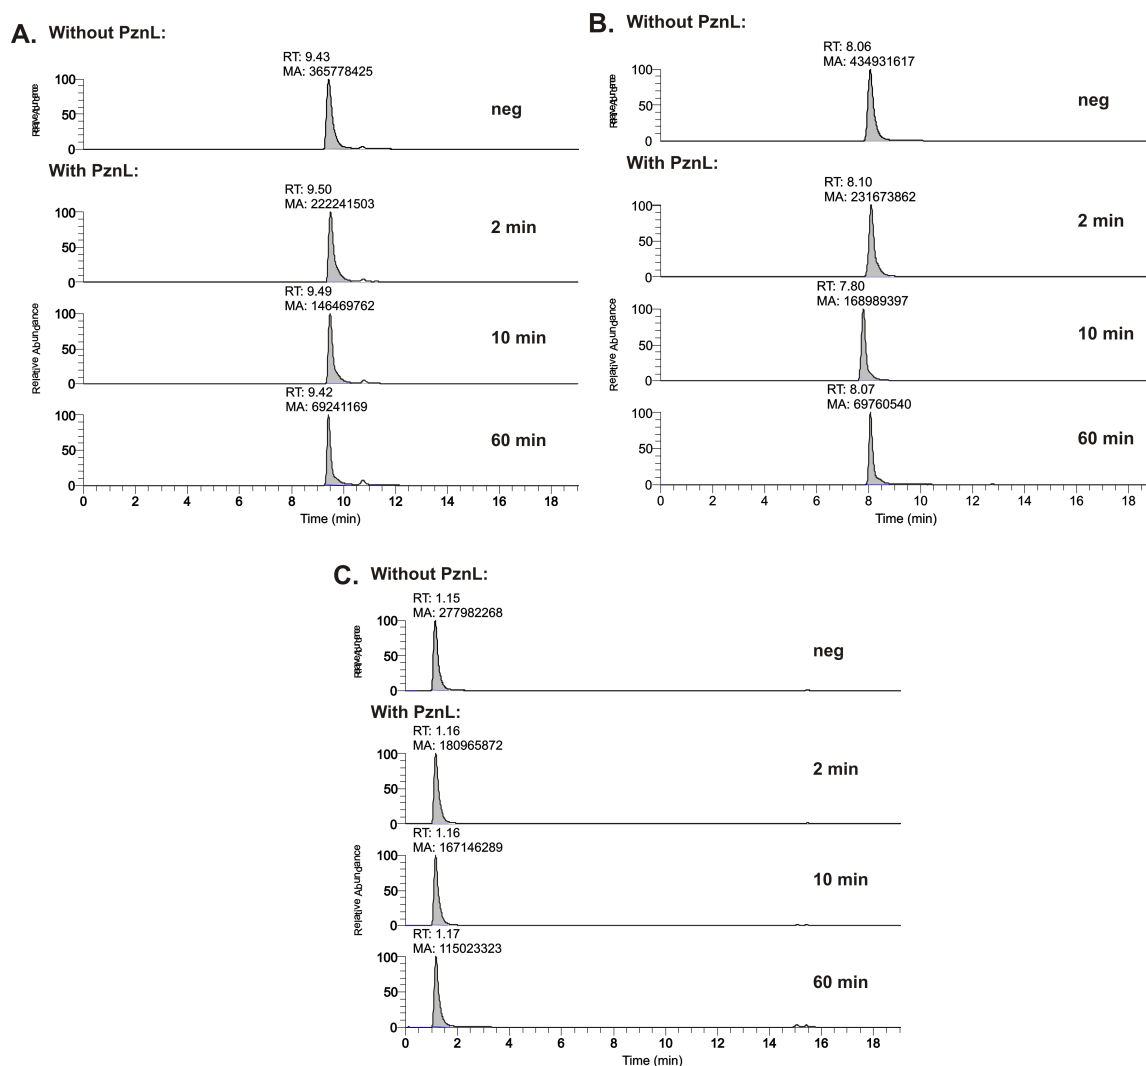 A. Without PznL:
RT: 9.43
MA: 365778425
100
50
0
neg
With PznL:
RT: 9.50
MA: 222241503
100
50
0
2 min
RT: 9.49
MA: 146469762
100
50
0
Relative Abundance
10 min
RT: 9.42
MA: 69241169
100
50
0
60 min
0 2 4 6 8 10 12 14 16 18
Time (min)
B. Without PznL:
RT: 8.06
MA: 434931617
100
50
0
neg
With PznL:
RT: 8.10
MA: 231673862
100
50
0
2 min
RT: 7.80
MA: 168989397
100
50
0
Relative Abundance
10 min
RT: 8.07
MA: 69760540
100
50
0
60 min
0 2 4 6 8 10 12 14 16 18
Time (min)
C. Without PznL:
RT: 1.15
MA: 277982268
100
50
0
neg
With PznL:
RT: 1.16
MA: 180965872
100
50
0
2 min
RT: 1.16
MA: 167146289
100
50
0
Relative Abundance
10 min
RT: 1.17
MA: 115023323
100
50
0
60 min
0 2 4 6 8 10 12 14 16 18
Time (min)